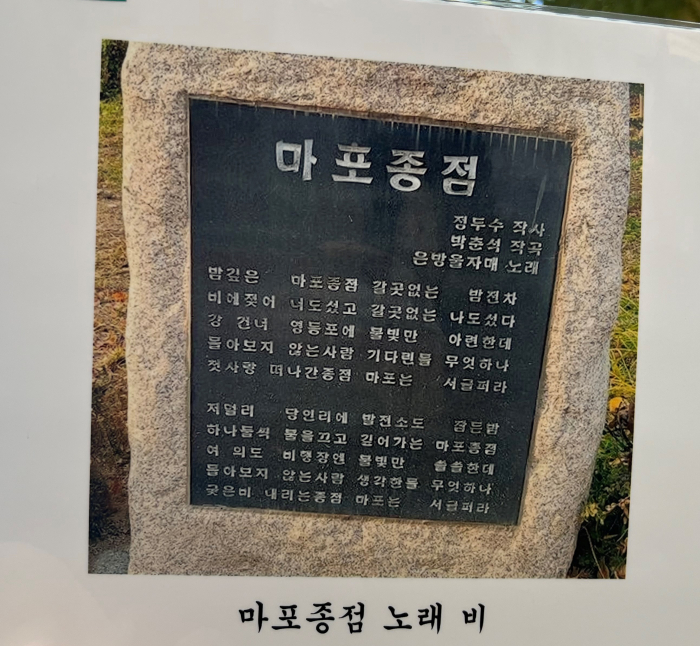 마포종점
정두수 작사
박춘석 작곡
은방울자매 노래
밤깊은 마포종점 갈곳없는 밤전차
비에젖어 너도섰고 갈곳없는 나도섰다
강 건너 영등포에 불빛만 아련한데
돌아보지 않는사람 기다린들 무엇하나
첫사랑 떠나간종점 마포는 서글퍼라
저멀리 당인리에 발전소도 잠든밤
하나둘씩 불을끄고 깊어가는 마포종점
여 의도 비행장엔 불빛만 쓸쓸한데
돌아보지 않는사람 생각한들 무엇하나
궂은비 내리는종점 마포는 서글퍼라
마포종점 노래 비